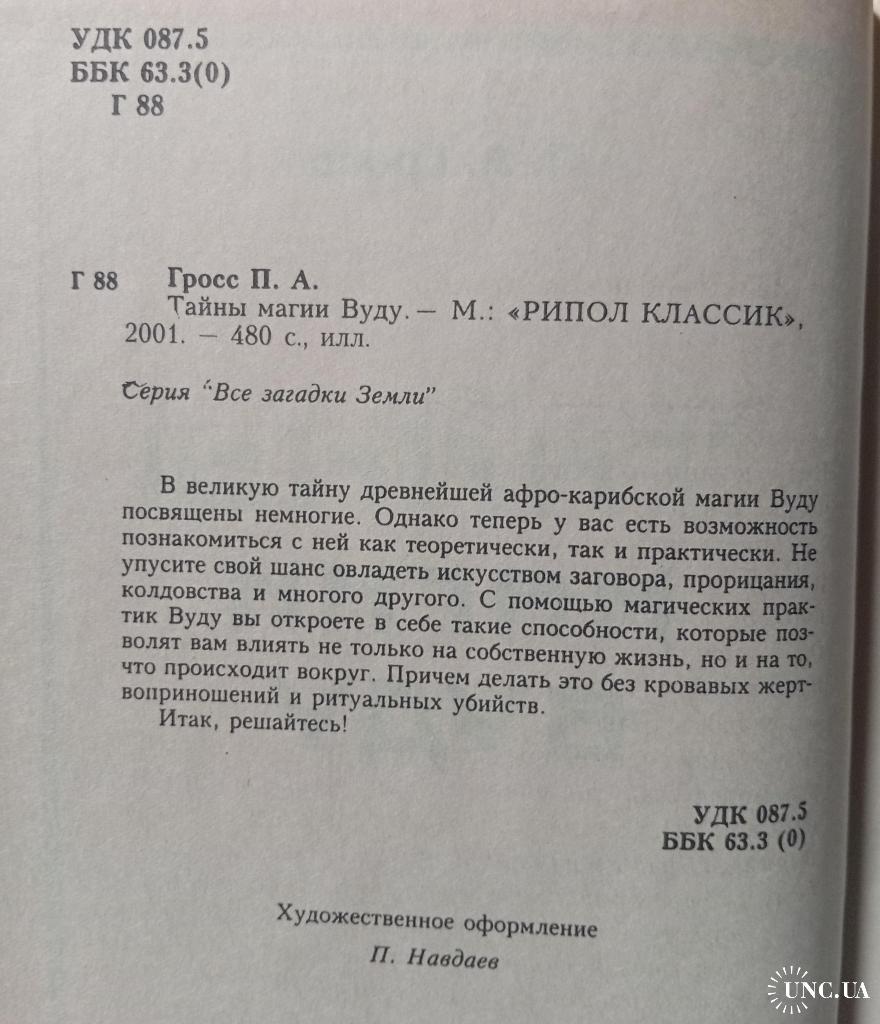 УДК 087.5
ББК 63.3(0)
Г 88
Г 88 Гросс П. А.
Тайны магии Вуду. — М.: «РИПОЛ КЛАССИК»,
2001. — 480 с., илл.
Серия "Все загадки Земли"
В великую тайну древнейшей афро-карибской магии Вуду
посвящены немногие. Однако теперь у вас есть возможность
познакомиться с ней как теоретически, так и практически. Не
упусите свой шанс овладеть искусством заговора, прорицания,
колдовства и многого другого. С помощью магических прак-
тик Вуду вы откроете в себе такие способности, которые поз-
волят вам влиять не только на собственную жизнь, но и на то,
что происходит вокруг. Причем делать это без кровавых жерт-
воприношений и ритуальных убийств.
Итак, решайтесь!
УДК 087.5
ББК 63.3 (0)
Художественное оформление
П. Навдаев
UNC.UA